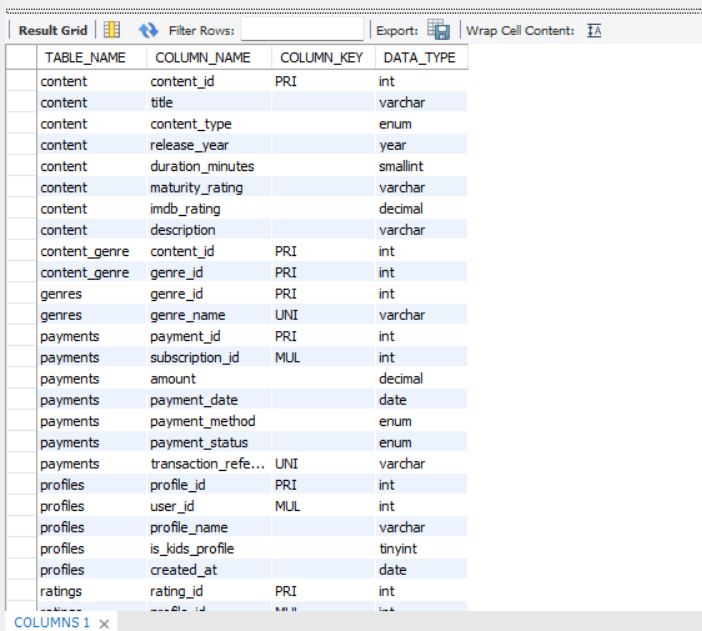 Result Grid Filter Rows: Export: Wrap Cell Content:
TABLE_NAME COLUMN_NAME COLUMN_KEY DATA_TYPE
content content_id PRI int
content title varchar
content content_type enum
content release_year year
content duration_minutes smallint
content maturity_rating varchar
content imdb_rating decimal
content description varchar
content_genre content_id PRI int
content_genre genre_id PRI int
genres genre_id PRI int
genres genre_name UNI varchar
payments payment_id PRI int
payments subscription_id MUL int
payments amount decimal
payments payment_date date
payments payment_method enum
payments payment_status enum
payments transaction_refe... UNI varchar
profiles profile_id PRI int
profiles user_id MUL int
profiles profile_name varchar
profiles is_kids_profile tinyint
profiles created_at date
ratings rating_id PRI int
ratings profile_id MUL int
COLUMNS 1